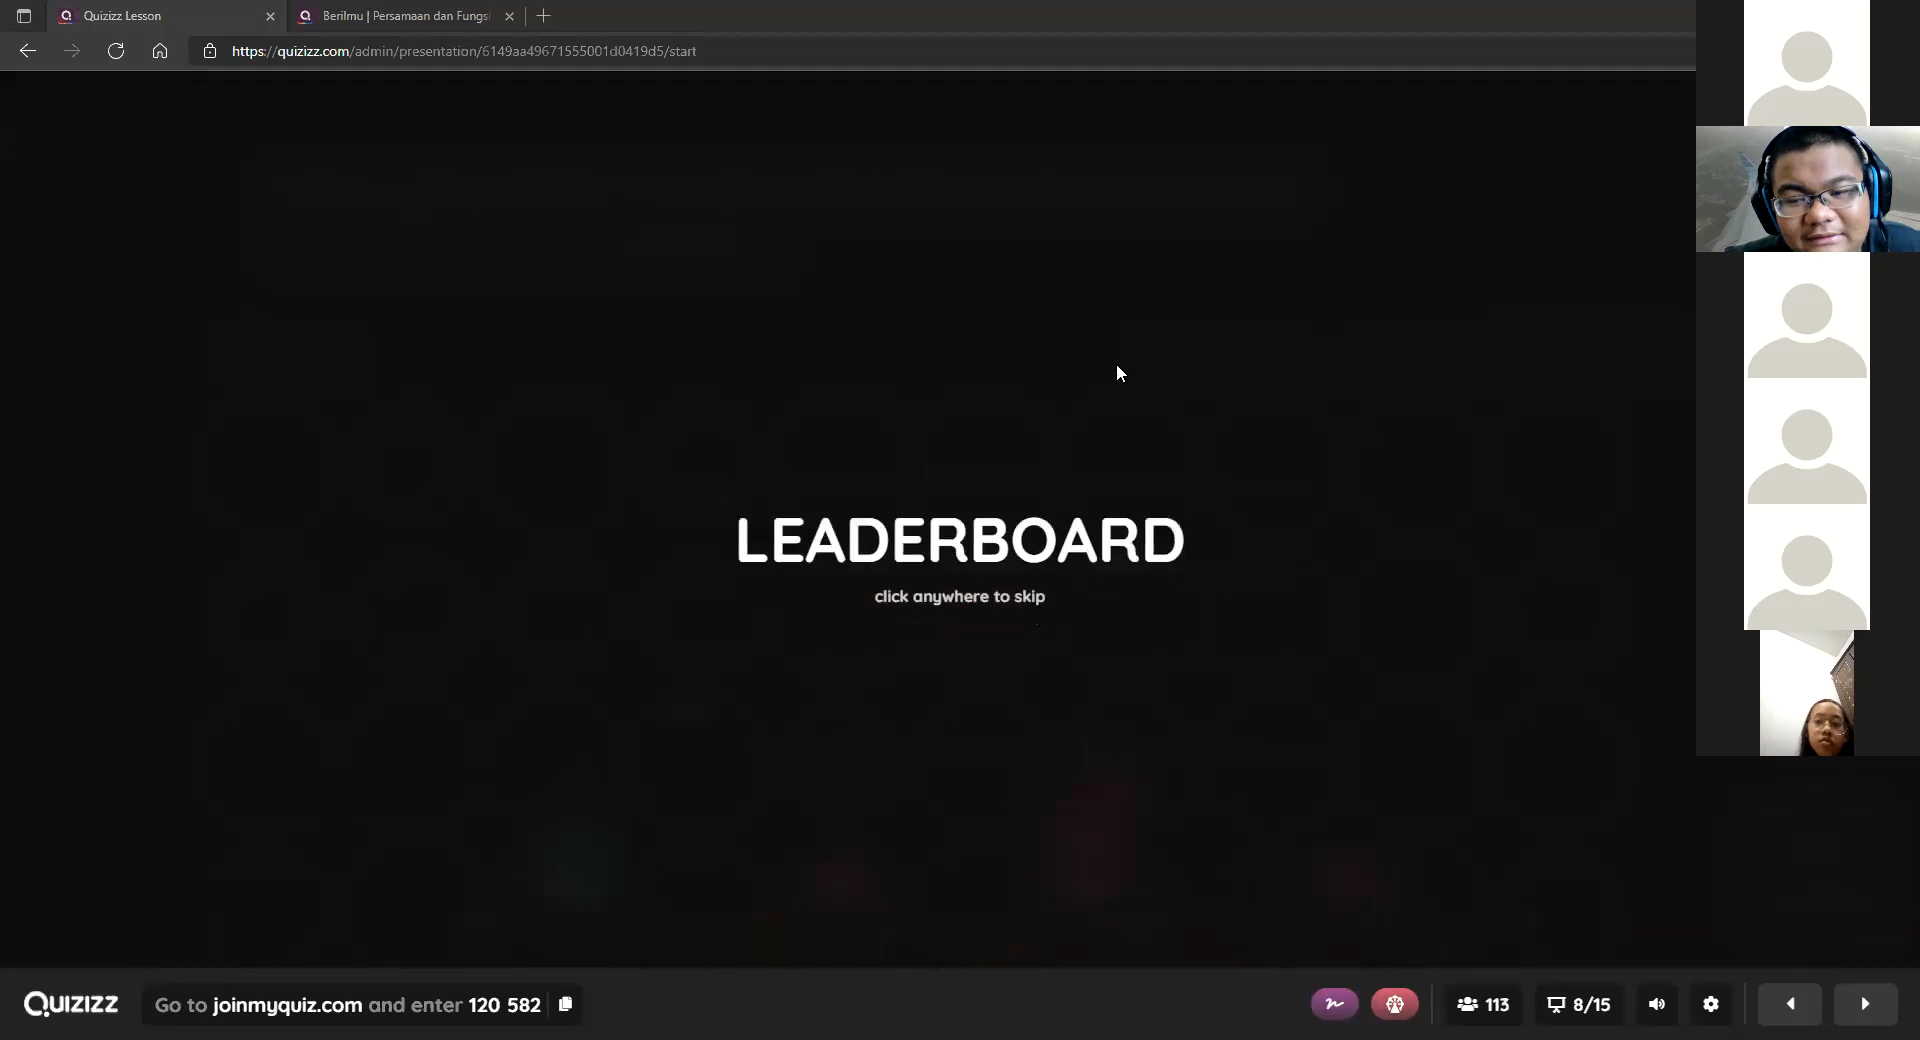 Quizizz Lesson
Berilmu | Persamaan dan Fungsi
https://quizizz.com/admin/presentation/6149aa49671555001d0419d5/start
LEADERBOARD
click anywhere to skip
QUIZIZZ
Go to joinmyquiz.com and enter 120 582
113
8/15